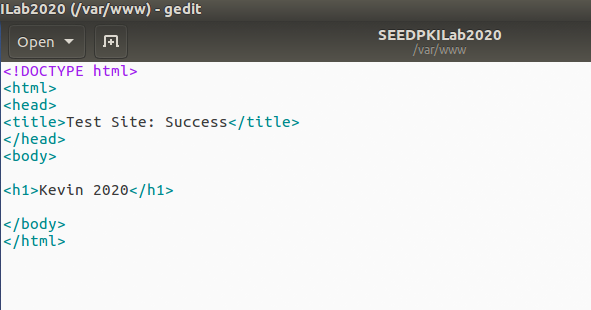 ILab2020 (/var/www) - gedit
Open
SEEDPKILab2020
/var/www
<!DOCTYPE html>
<html>
<head>
<title>Test Site: Success</title>
</head>
<body>
<h1>Kevin 2020</h1>
</body>
</html>